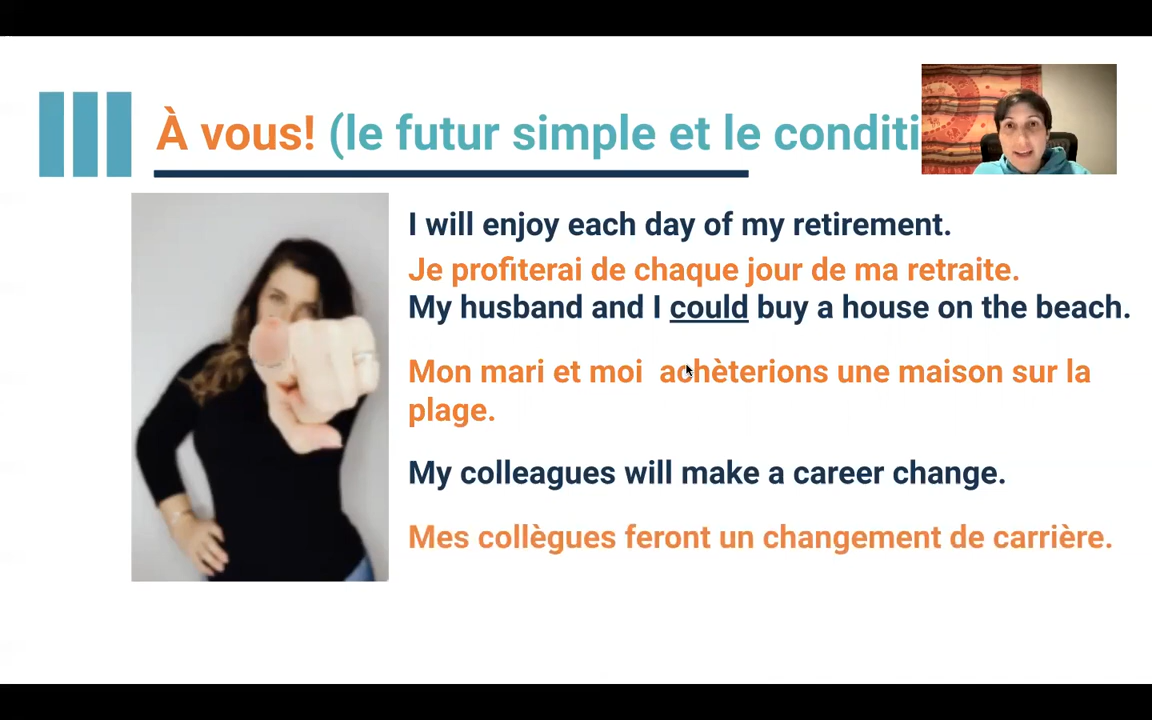 À vous! (le futur simple et le conditi
I will enjoy each day of my retirement.
Je profiterai de chaque jour de ma retraite.
My husband and I could buy a house on the beach.
Mon mari et moi achèterions une maison sur la
plage.
My colleagues will make a career change.
Mes collègues feront un changement de carrière.